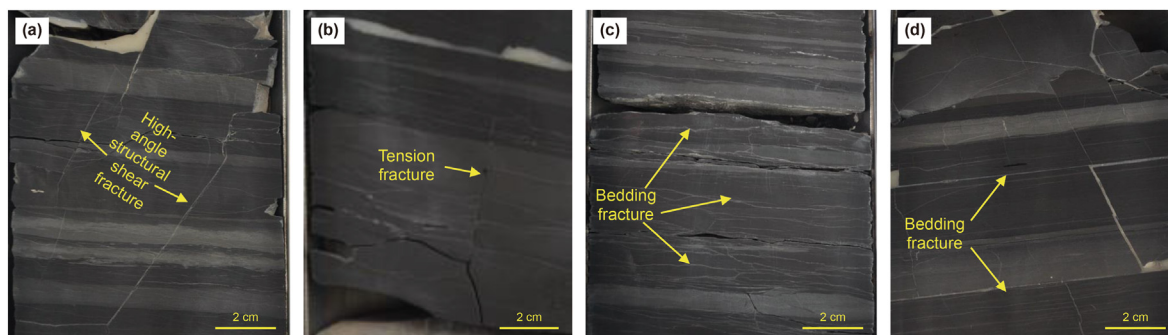 (a)
High-
angle
structural
shear
fracture
2 cm
(b)
Tension
fracture
2 cm
(c)
Bedding
fracture
2 cm
(d)
Bedding
fracture
2 cm